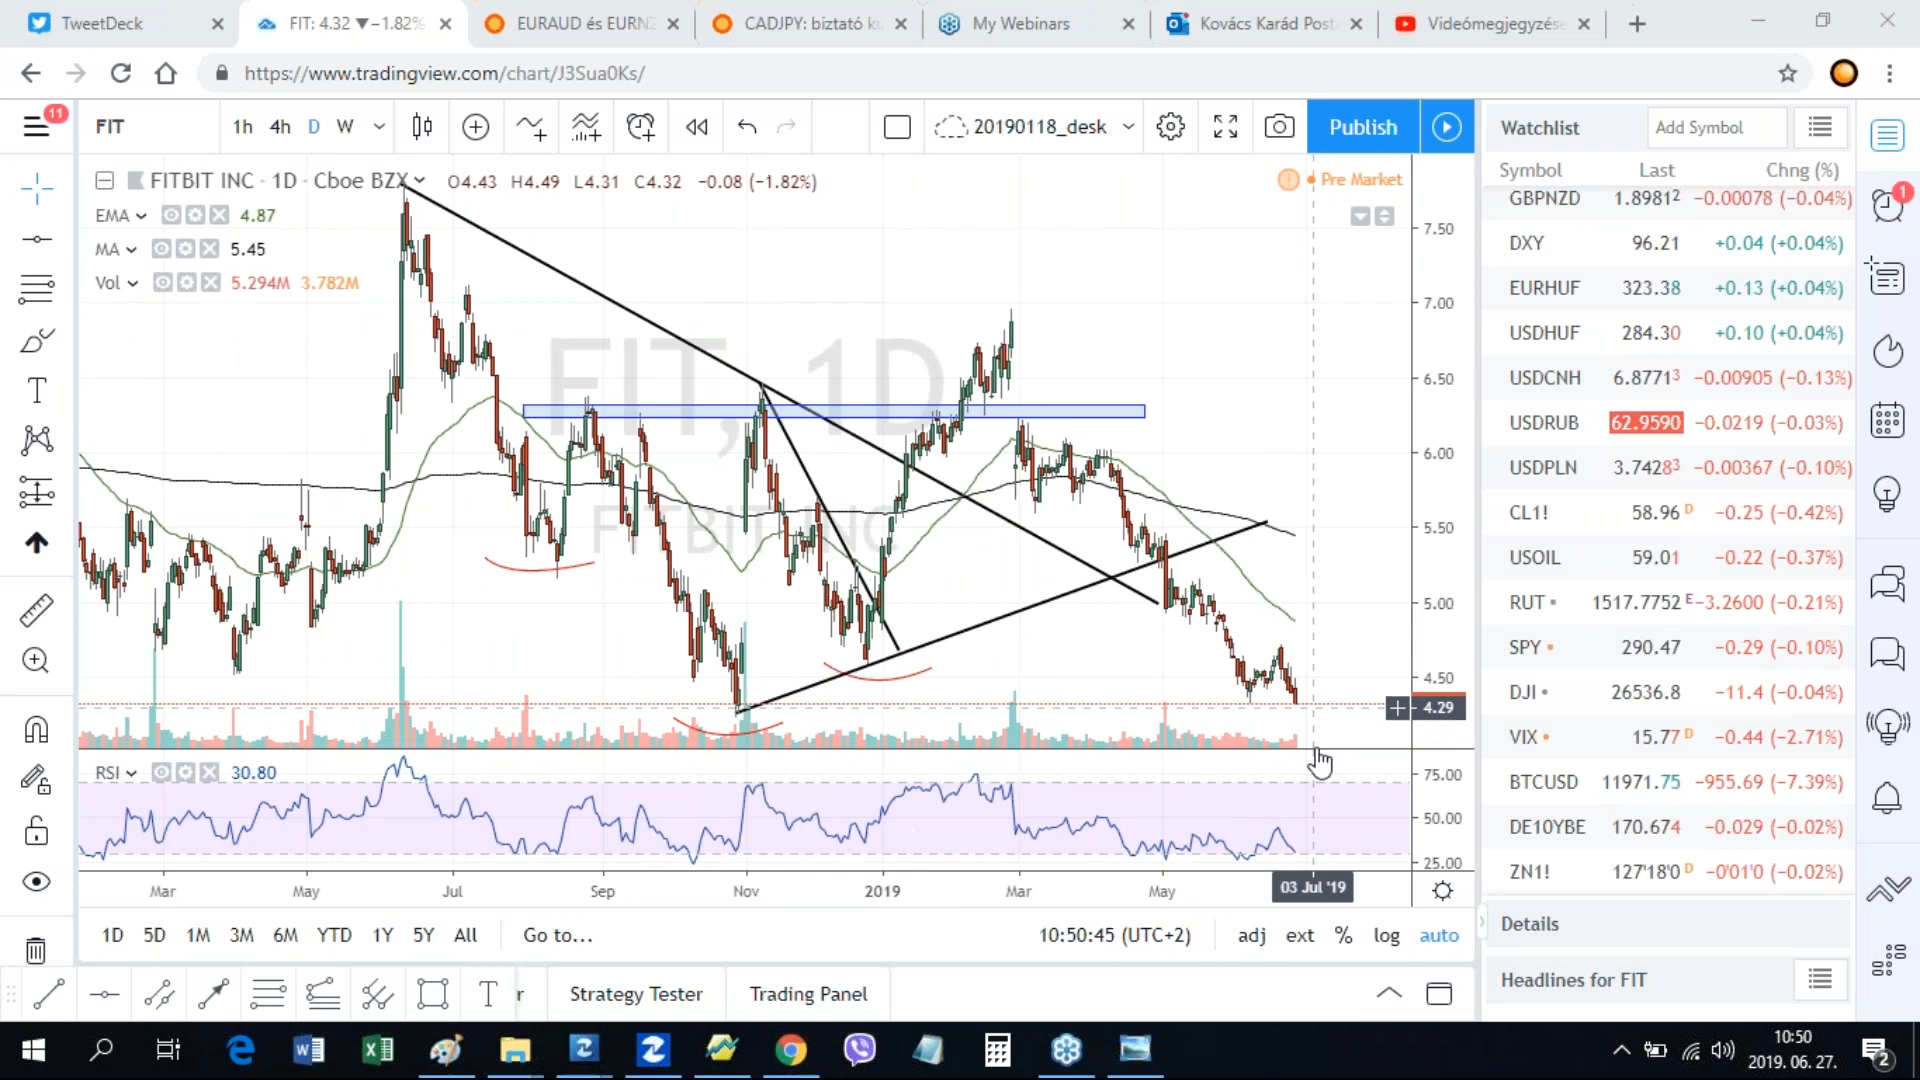 TweetDeck
FIT: 4.32 ▼−1.82%
EURAUD és EURNZ
CADJPY: biztató ku
My Webinars
Kovács Karád Post
Videómegjegyzése
https://www.tradingview.com/chart/J3Sua0Ks/
11
FIT
1h 4h D W
20190118_desk
Publish
Watchlist
Add Symbol
FITBIT INC · 1D · Cboe BZX
O4.43 H4.49 L4.31 C4.32 −0.08 (−1.82%)
Pre Market
EMA 4.87
MA 5.45
Vol 5.294M 3.782M
FIT, 1D
FITBIT INC
7.50
7.00
6.50
6.00
5.50
5.00
4.50
4.29
RSI 30.80
75.00
50.00
25.00
Mar May Jul Sep Nov 2019 Mar May 03 Jul '19
1D 5D 1M 3M 6M YTD 1Y 5Y All Go to...
10:50:45 (UTC+2)
adj ext % log auto
T r
Strategy Tester
Trading Panel
Symbol Last Chng (%)
GBPNZD 1.8981² −0.00078 (−0.04%)
DXY 96.21 +0.04 (+0.04%)
EURHUF 323.38 +0.13 (+0.04%)
USDHUF 284.30 +0.10 (+0.04%)
USDCNH 6.8771³ −0.00905 (−0.13%)
USDRUB 62.9590 −0.0219 (−0.03%)
USDPLN 3.7428³ −0.00367 (−0.10%)
CL1! 58.96 D −0.25 (−0.42%)
USOIL 59.01 −0.22 (−0.37%)
RUT 1517.7752 E −3.2600 (−0.21%)
SPY 290.47 −0.29 (−0.10%)
DJI 26536.8 −11.4 (−0.04%)
VIX 15.77 D −0.44 (−2.71%)
BTCUSD 11971.75 −955.69 (−7.39%)
DE10YBE 170.674 −0.029 (−0.02%)
ZN1! 127'18'0 D −0'01'0 (−0.02%)
Details
Headlines for FIT
1
10:50
2019. 06. 27.
2